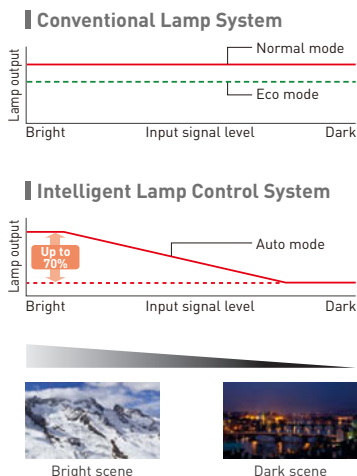 Conventional Lamp System
Lamp output
Normal mode
Eco mode
Bright Input signal level Dark
Intelligent Lamp Control System
Lamp output
Up to
70%
Auto mode
Bright Input signal level Dark
Bright scene Dark scene